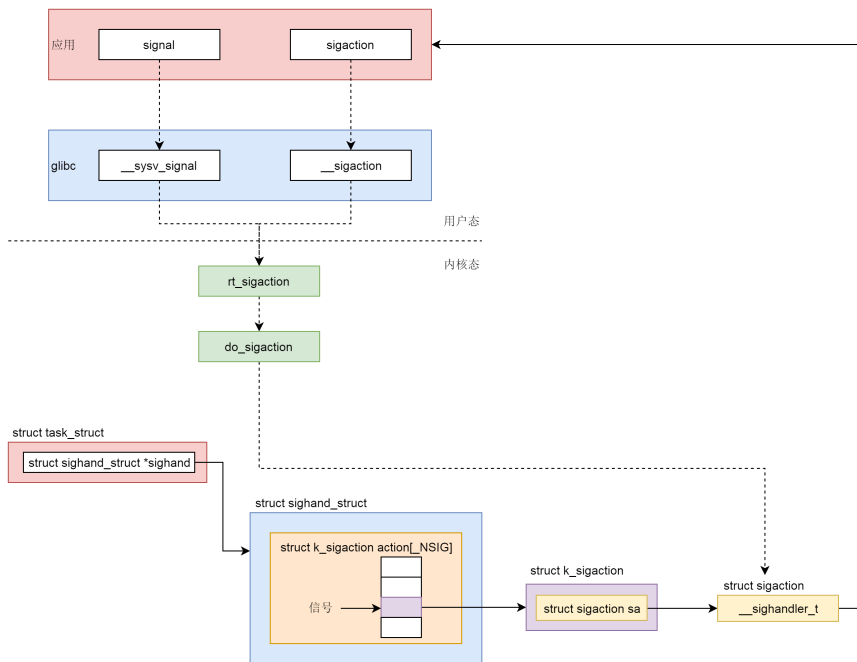 应用
signal
sigaction
glibc
__sysv_signal
__sigaction
用户态
内核态
rt_sigaction
do_sigaction
struct task_struct
struct sighand_struct *sighand
struct sighand_struct
struct k_sigaction action[_NSIG]
信号
struct k_sigaction
struct sigaction sa
struct sigaction
__sighandler_t